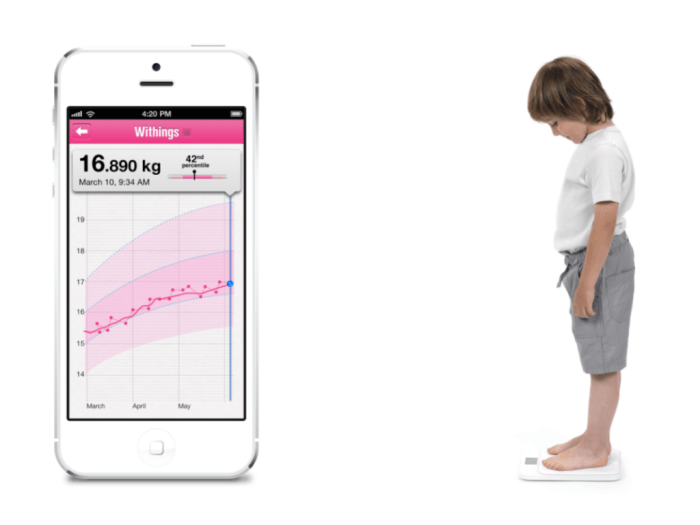 4:20 PM
Withings
16.890 kg
42nd
percentile
March 10, 9:34 AM
19
18
17
16
15
14
March April May